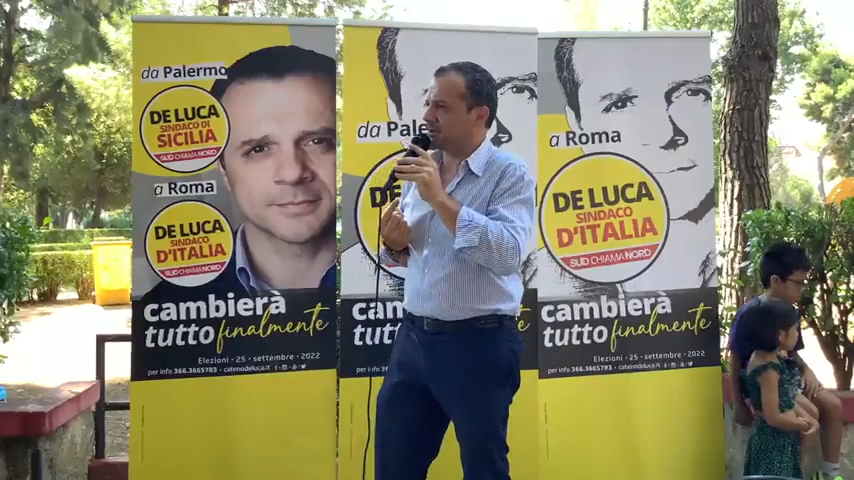 da Palermo
DE LUCA
SINDACO DI
SICILIA
SUD CHIAMA NORD
a Roma
DE LUCA
SINDACO
D'ITALIA
SUD CHIAMA NORD
cambierà
tutto finalmente
Elezioni • 25 • settembre • 2022
per info 366.3665783 • catenodeluca.it
da Pale
DE
cam
tutt
a Roma
DE LUCA
SINDACO
D'ITALIA
SUD CHIAMA NORD
cambierà
tutto finalmente
Elezioni • 25 • settembre • 2022
per info 366.3665783 • catenodeluca.it